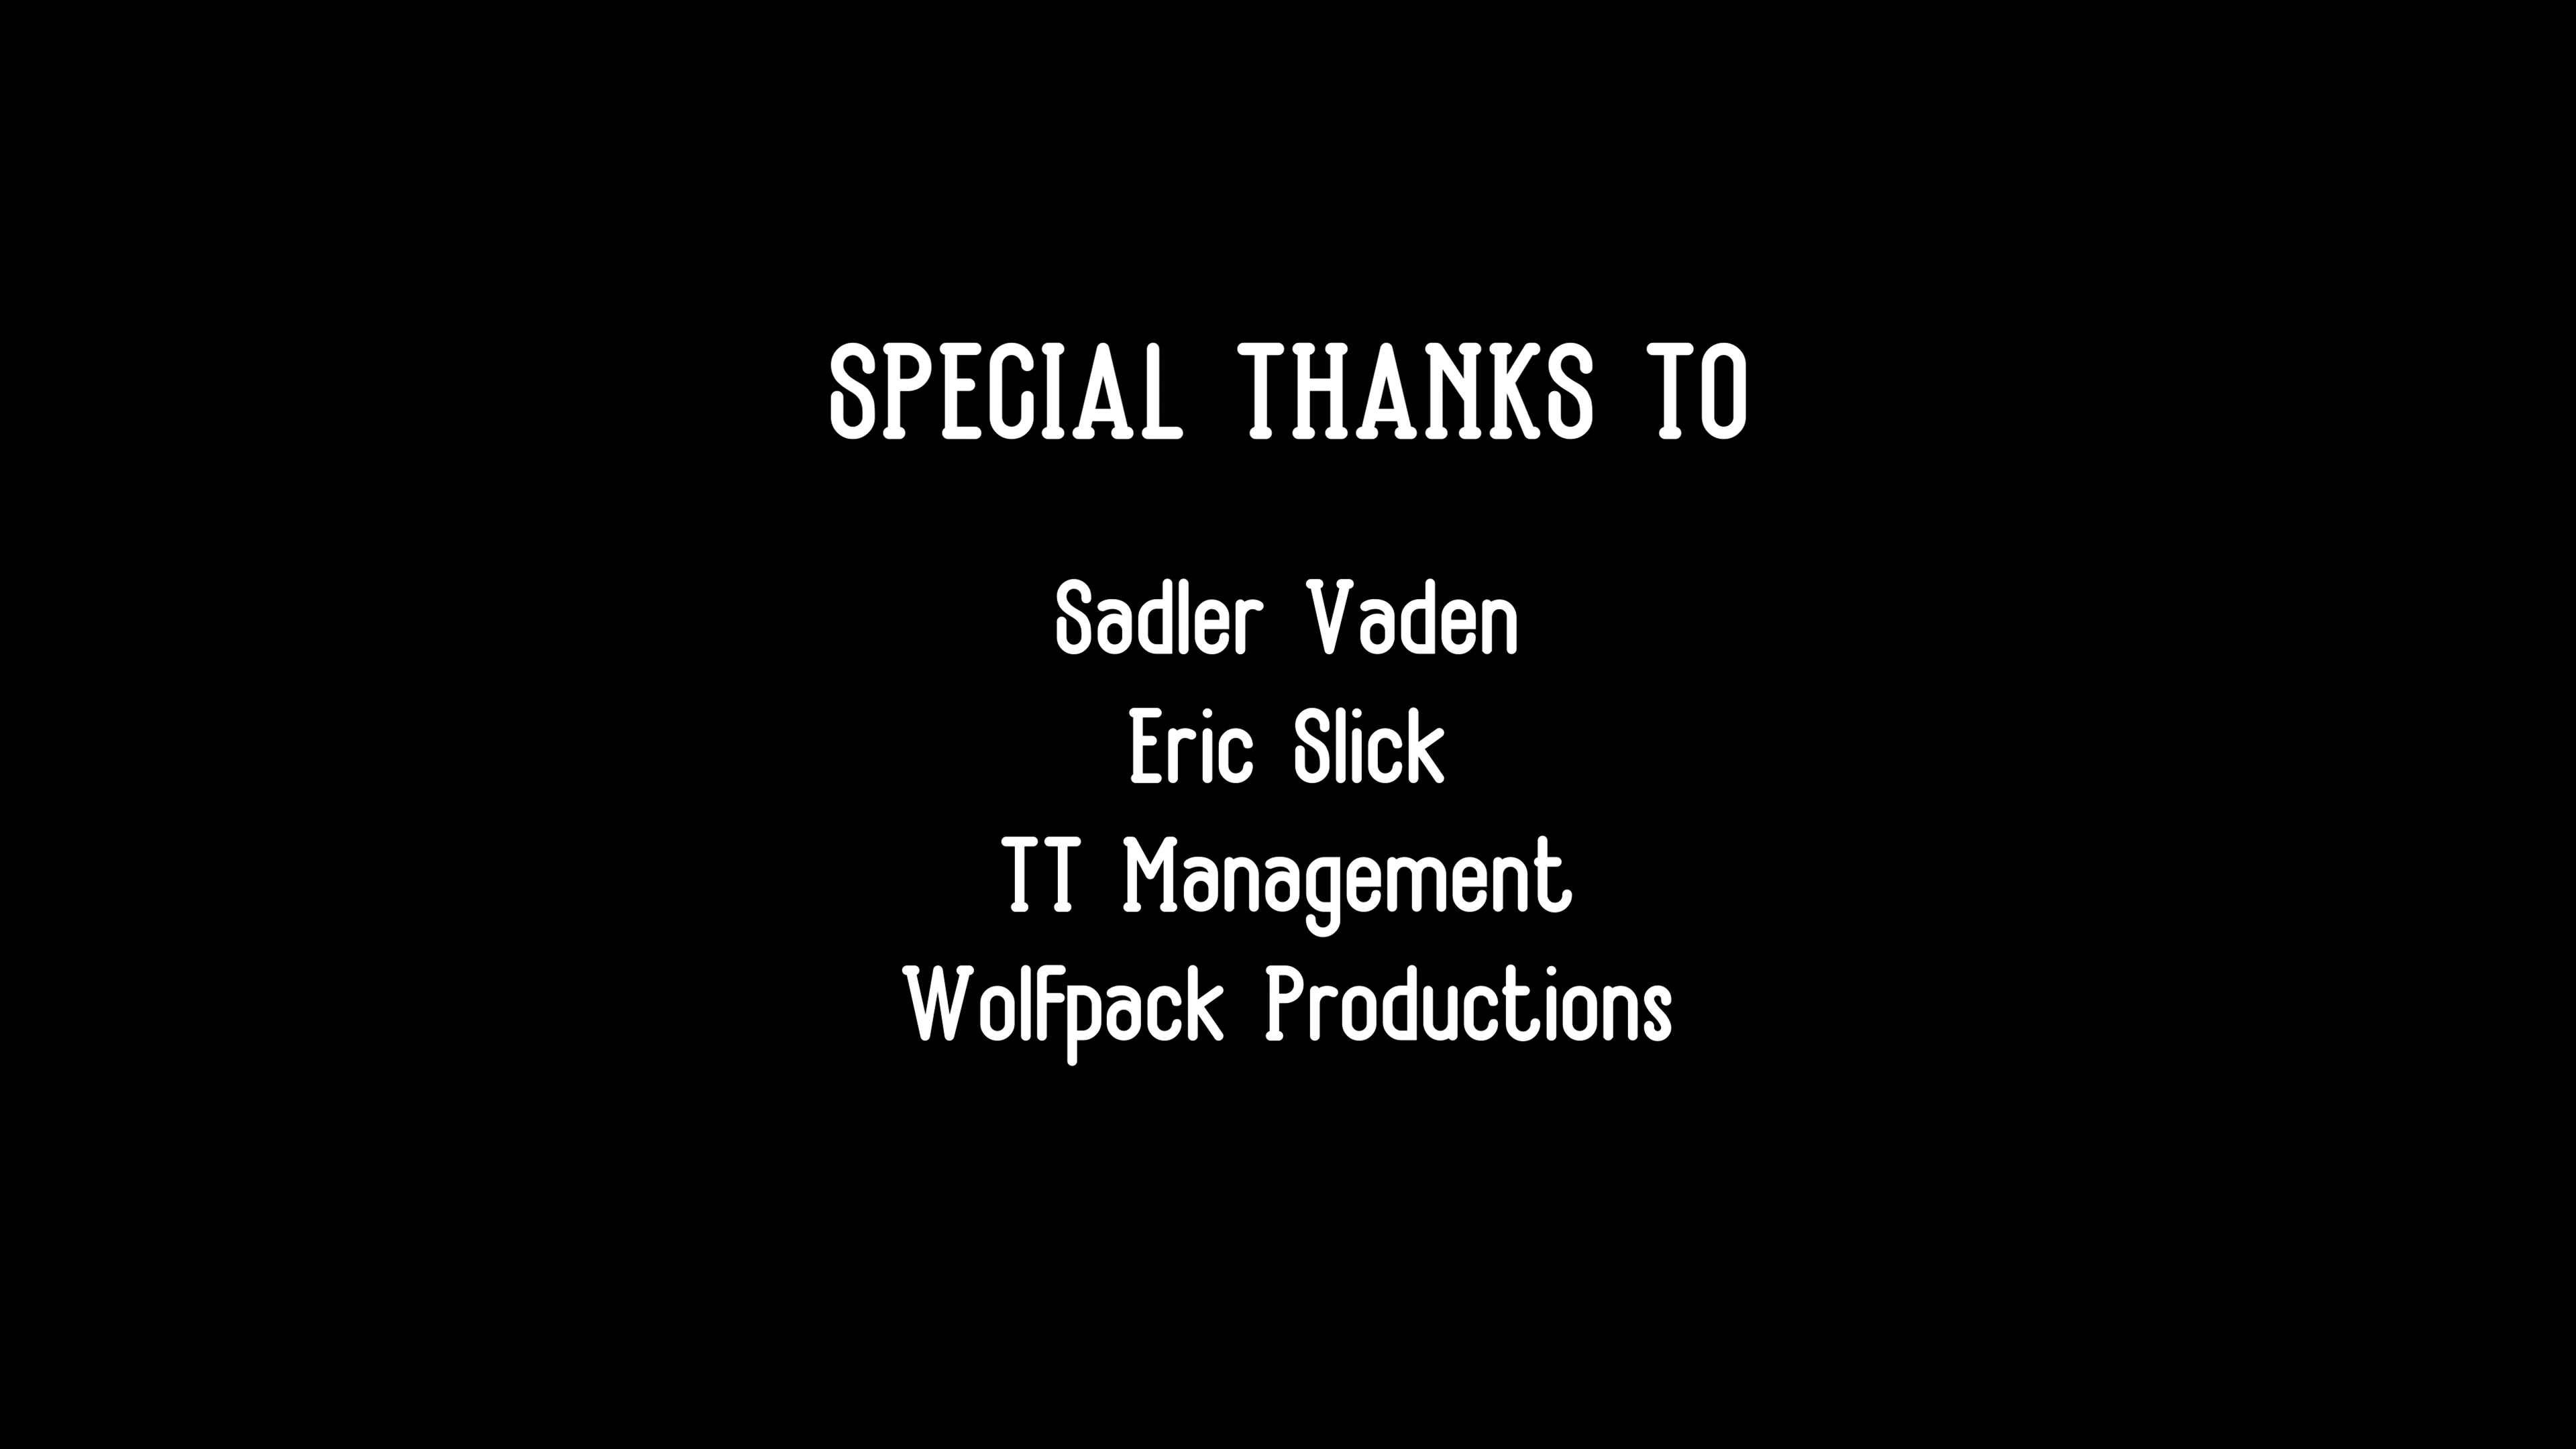 SPECIAL THANKS TO
Sadler Vaden
Eric Slick
TT Management
Wolfpack Productions